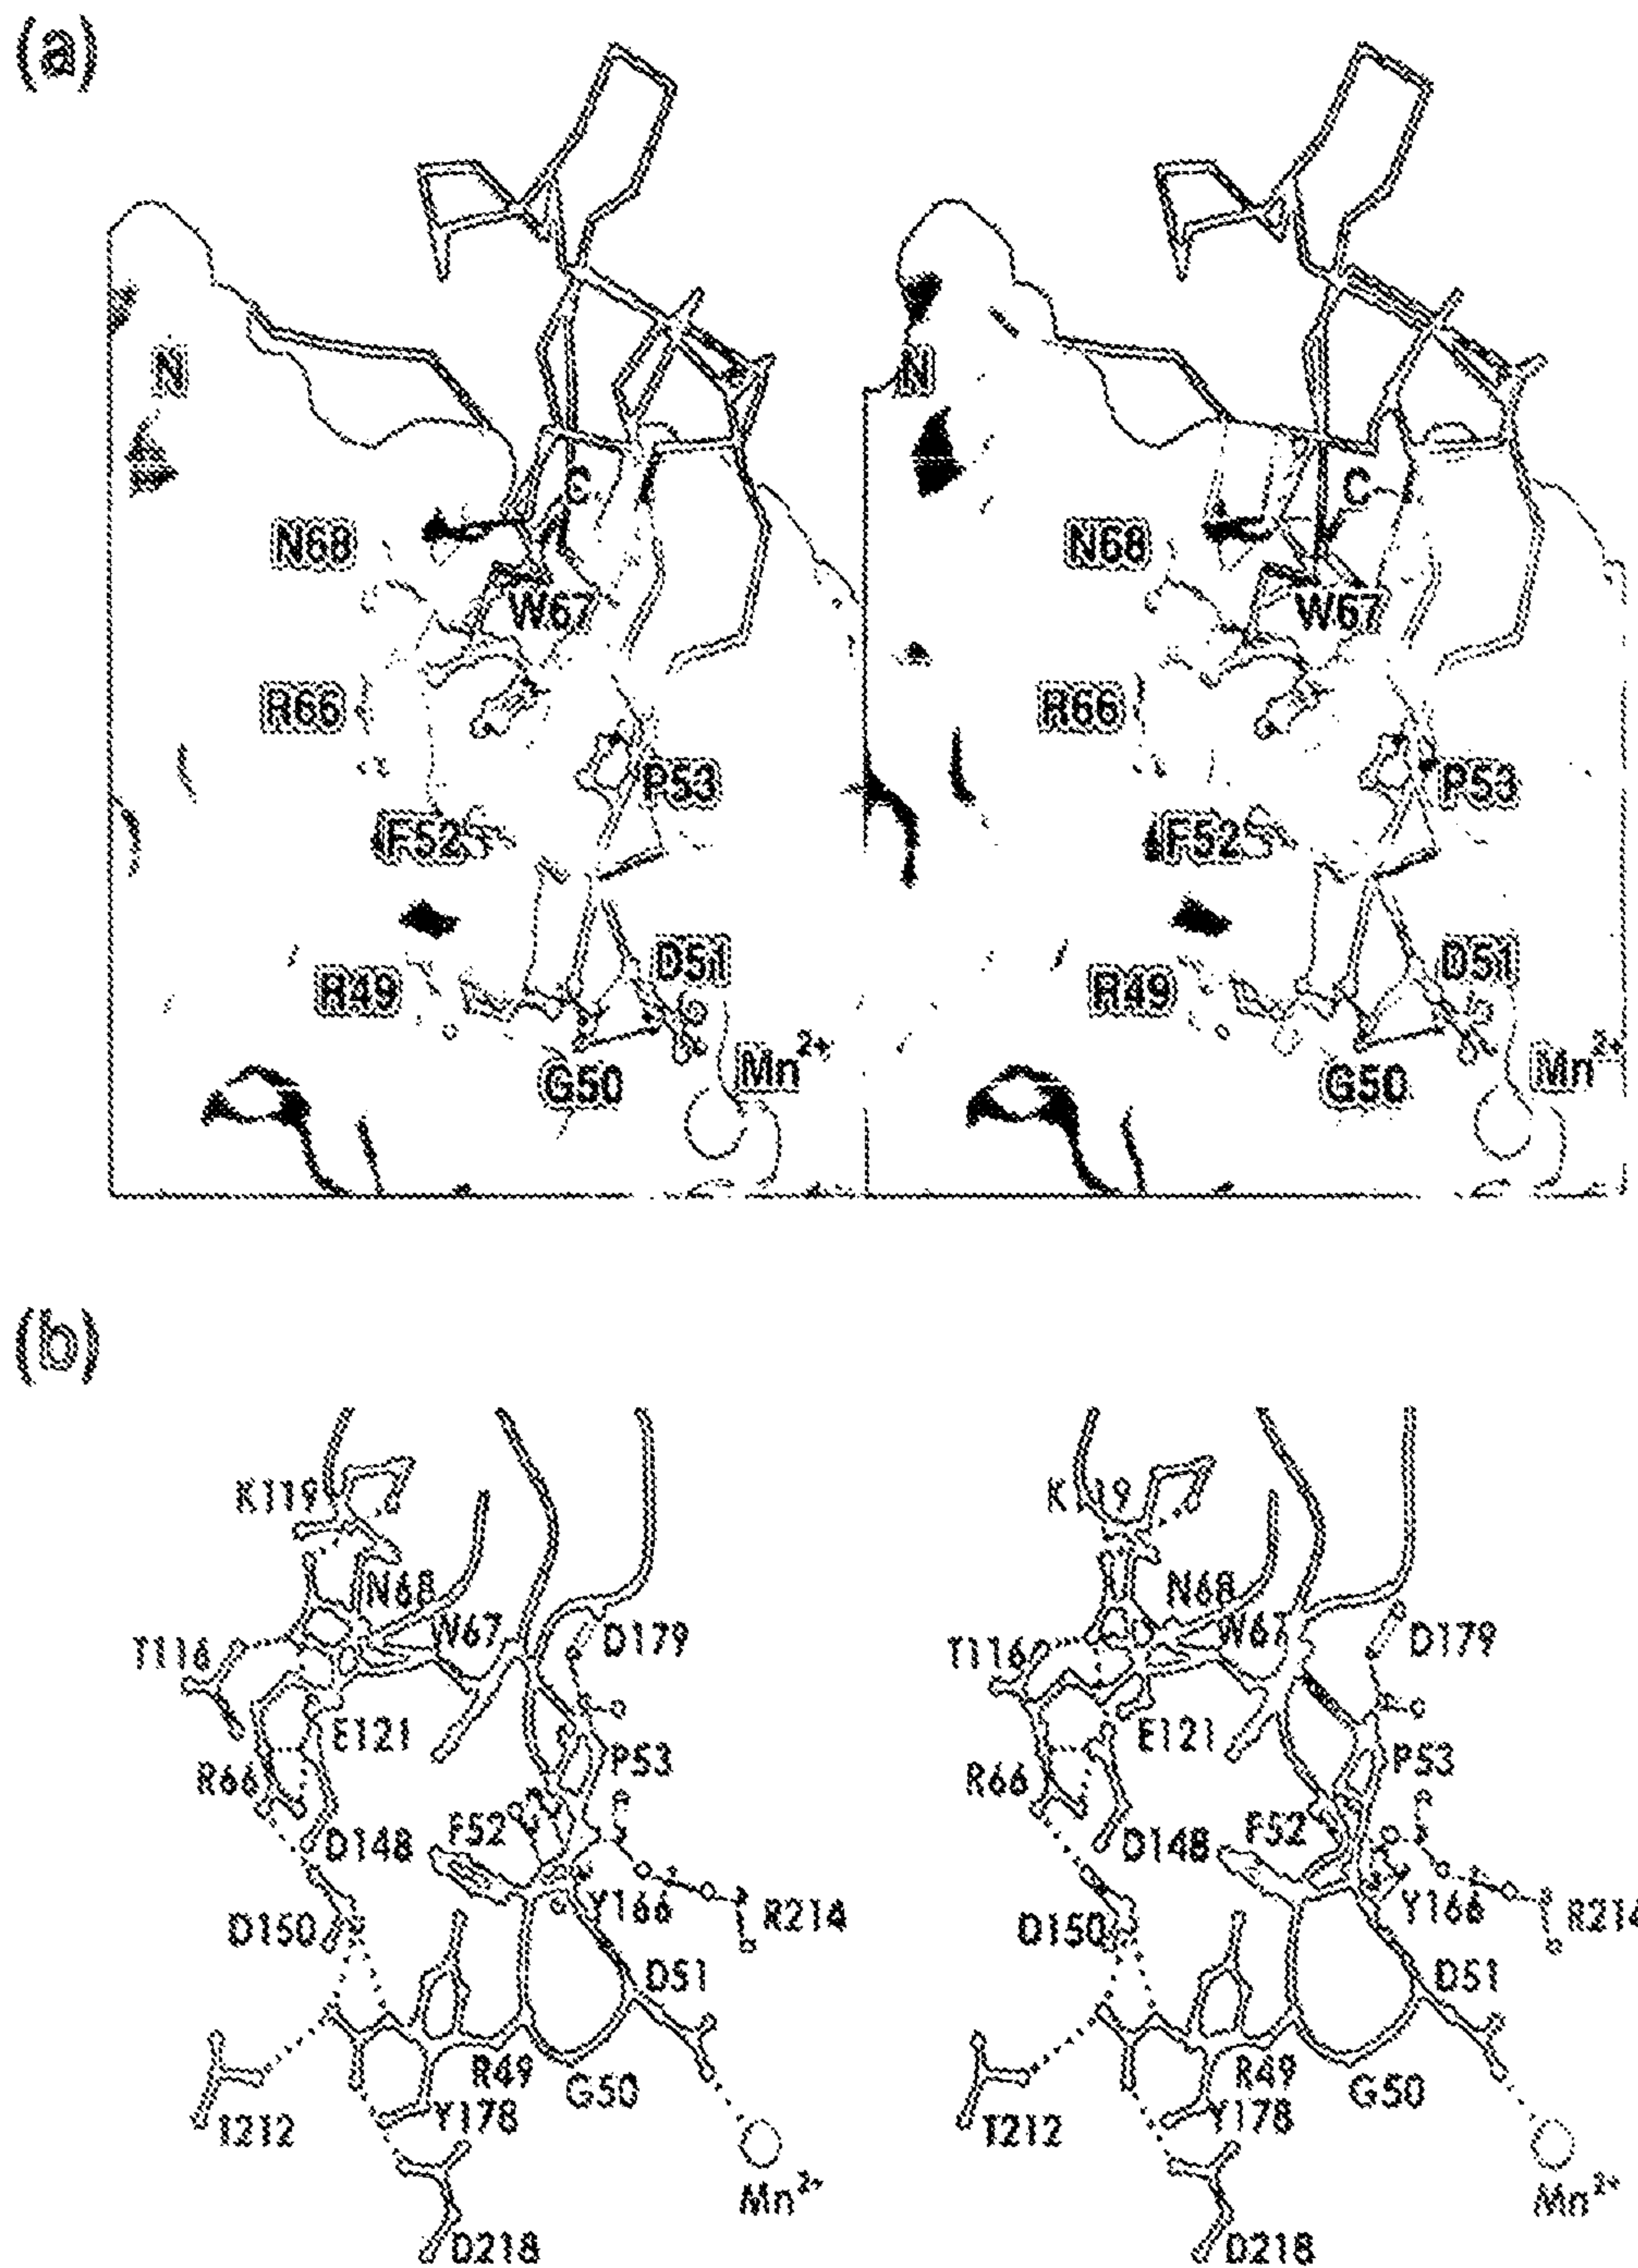 (a)
N N
C C
N68 N68
W67 W67
R66 R66
P53 P53
F52 F52
D51 D51
R49 R49
Mn2+ Mn2+
G50 G50
(b)
K119 K119
N68 N68
W67 W67
T116 D179 T116 D179
E121 E121
P53 P53
R66 R66
F52 F52
D148 D148
Y166 Y166
R214 R214
D150 D150
D51 D51
R49 R49
G50 G50
T212 Y178 T212 Y178
Mn2+ Mn2+
D218 D218